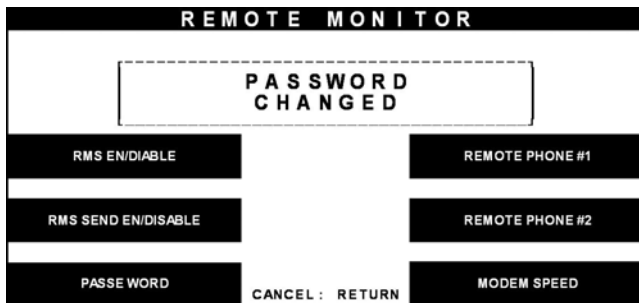 REMOTE MONITOR
PASSWORD
CHANGED
RMS EN/DIABLE
REMOTE PHONE #1
RMS SEND EN/DISABLE
REMOTE PHONE #2
PASSE WORD
CANCEL: RETURN
MODEM SPEED